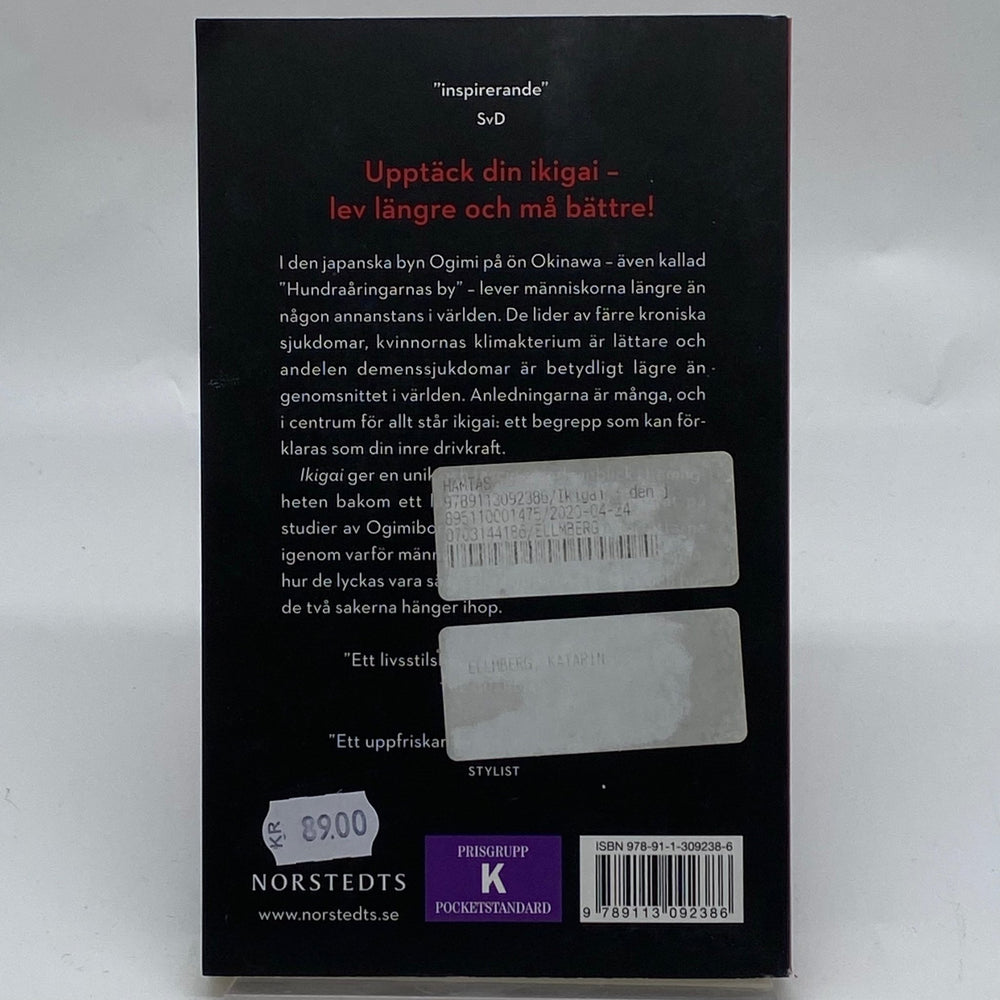 "inspirerande"
SvD
Upptäck din ikigai –
lev längre och må bättre!
I den japanska byn Ogimi på ön Okinawa – även kallad
"Hundraåringarnas by" – lever människorna längre än
någon annanstans i världen. De lider av färre kroniska
sjukdomar, kvinnornas klimakterium är lättare och
andelen demenssjukdomar är betydligt lägre än
genomsnittet i världen. Anledningarna är många, och
i centrum för allt står ikigai: ett begrepp som kan för-
klaras som din inre drivkraft.
Ikigai ger en unik
heten bakom ett
studier av Ogimibo
igenom varför männ
hur de lyckas vara
de två sakerna hänger ihop.
HÄMTAS
9789113092386/Ikigai : den j
/2020-04-24
/ELLMBERG
"Ett livsstils
ELLMBERG, KATARIN
"Ett uppfriskan
STYLIST
KR 89.00
NORSTEDTS
www.norstedts.se
PRISGRUPP
K
POCKETSTANDARD
ISBN 978-91-1-309238-6
9 789113 092386